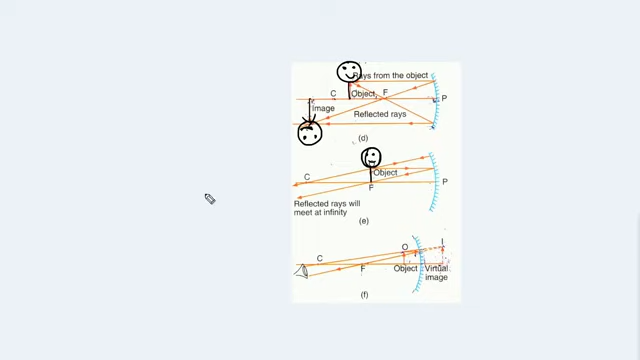 Rays from the object
C
Object
F
P
Image
Reflected rays
(d)
C
Object
F
P
Reflected rays will
meet at infinity
(e)
C
O
I
F
Object
Virtual
image
(f)